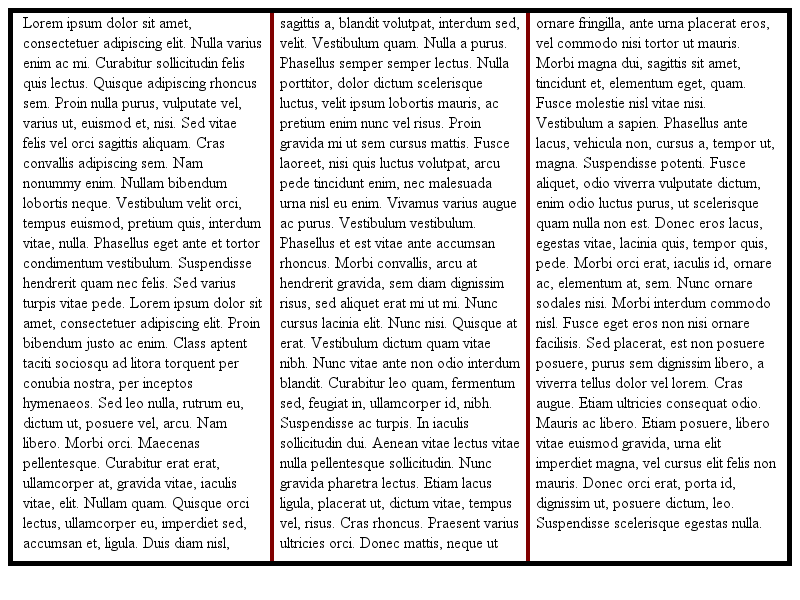 Lorem ipsum dolor sit amet,
consectetuer adipiscing elit. Nulla varius
enim ac mi. Curabitur sollicitudin felis
quis lectus. Quisque adipiscing rhoncus
sem. Proin nulla purus, vulputate vel,
varius ut, euismod et, nisi. Sed vitae
felis vel orci sagittis aliquam. Cras
convallis adipiscing sem. Nam
nonummy enim. Nullam bibendum
lobortis neque. Vestibulum velit orci,
tempus euismod, pretium quis, interdum
vitae, nulla. Phasellus eget ante et tortor
condimentum vestibulum. Suspendisse
hendrerit quam nec felis. Sed varius
turpis vitae pede. Lorem ipsum dolor sit
amet, consectetuer adipiscing elit. Proin
bibendum justo ac enim. Class aptent
taciti sociosqu ad litora torquent per
conubia nostra, per inceptos
hymenaeos. Sed leo nulla, rutrum eu,
dictum ut, posuere vel, arcu. Nam
libero. Morbi orci. Maecenas
pellentesque. Curabitur erat erat,
ullamcorper at, gravida vitae, iaculis
vitae, elit. Nullam quam. Quisque orci
lectus, ullamcorper eu, imperdiet sed,
accumsan et, ligula. Duis diam nisl,
sagittis a, blandit volutpat, interdum sed,
velit. Vestibulum quam. Nulla a purus.
Phasellus semper semper lectus. Nulla
porttitor, dolor dictum scelerisque
luctus, velit ipsum lobortis mauris, ac
pretium enim nunc vel risus. Proin
gravida mi ut sem cursus mattis. Fusce
laoreet, nisi quis luctus volutpat, arcu
pede tincidunt enim, nec malesuada
urna nisl eu enim. Vivamus varius augue
ac purus. Vestibulum vestibulum.
Phasellus et est vitae ante accumsan
rhoncus. Morbi convallis, arcu at
hendrerit gravida, sem diam dignissim
risus, sed aliquet erat mi ut mi. Nunc
cursus lacinia elit. Nunc nisi. Quisque at
erat. Vestibulum dictum quam vitae
nibh. Nunc vitae ante non odio interdum
blandit. Curabitur leo quam, fermentum
sed, feugiat in, ullamcorper id, nibh.
Suspendisse ac turpis. In iaculis
sollicitudin dui. Aenean vitae lectus vitae
nulla pellentesque sollicitudin. Nunc
gravida pharetra lectus. Etiam lacus
ligula, placerat ut, dictum vitae, tempus
vel, risus. Cras rhoncus. Praesent varius
ultricies orci. Donec mattis, neque ut
ornare fringilla, ante urna placerat eros,
vel commodo nisi tortor ut mauris.
Morbi magna dui, sagittis sit amet,
tincidunt et, elementum eget, quam.
Fusce molestie nisl vitae nisi.
Vestibulum a sapien. Phasellus ante
lacus, vehicula non, cursus a, tempor ut,
magna. Suspendisse potenti. Fusce
aliquet, odio viverra vulputate dictum,
enim odio luctus purus, ut scelerisque
quam nulla non est. Donec eros lacus,
egestas vitae, lacinia quis, tempor quis,
pede. Morbi orci erat, iaculis id, ornare
ac, elementum at, sem. Nunc ornare
sodales nisi. Morbi interdum commodo
nisl. Fusce eget eros non nisi ornare
facilisis. Sed placerat, est non posuere
posuere, purus sem dignissim libero, a
viverra tellus dolor vel lorem. Cras
augue. Etiam ultricies consequat odio.
Mauris ac libero. Etiam posuere, libero
vitae euismod gravida, urna elit
imperdiet magna, vel cursus elit felis non
mauris. Donec orci erat, porta id,
dignissim ut, posuere dictum, leo.
Suspendisse scelerisque egestas nulla.